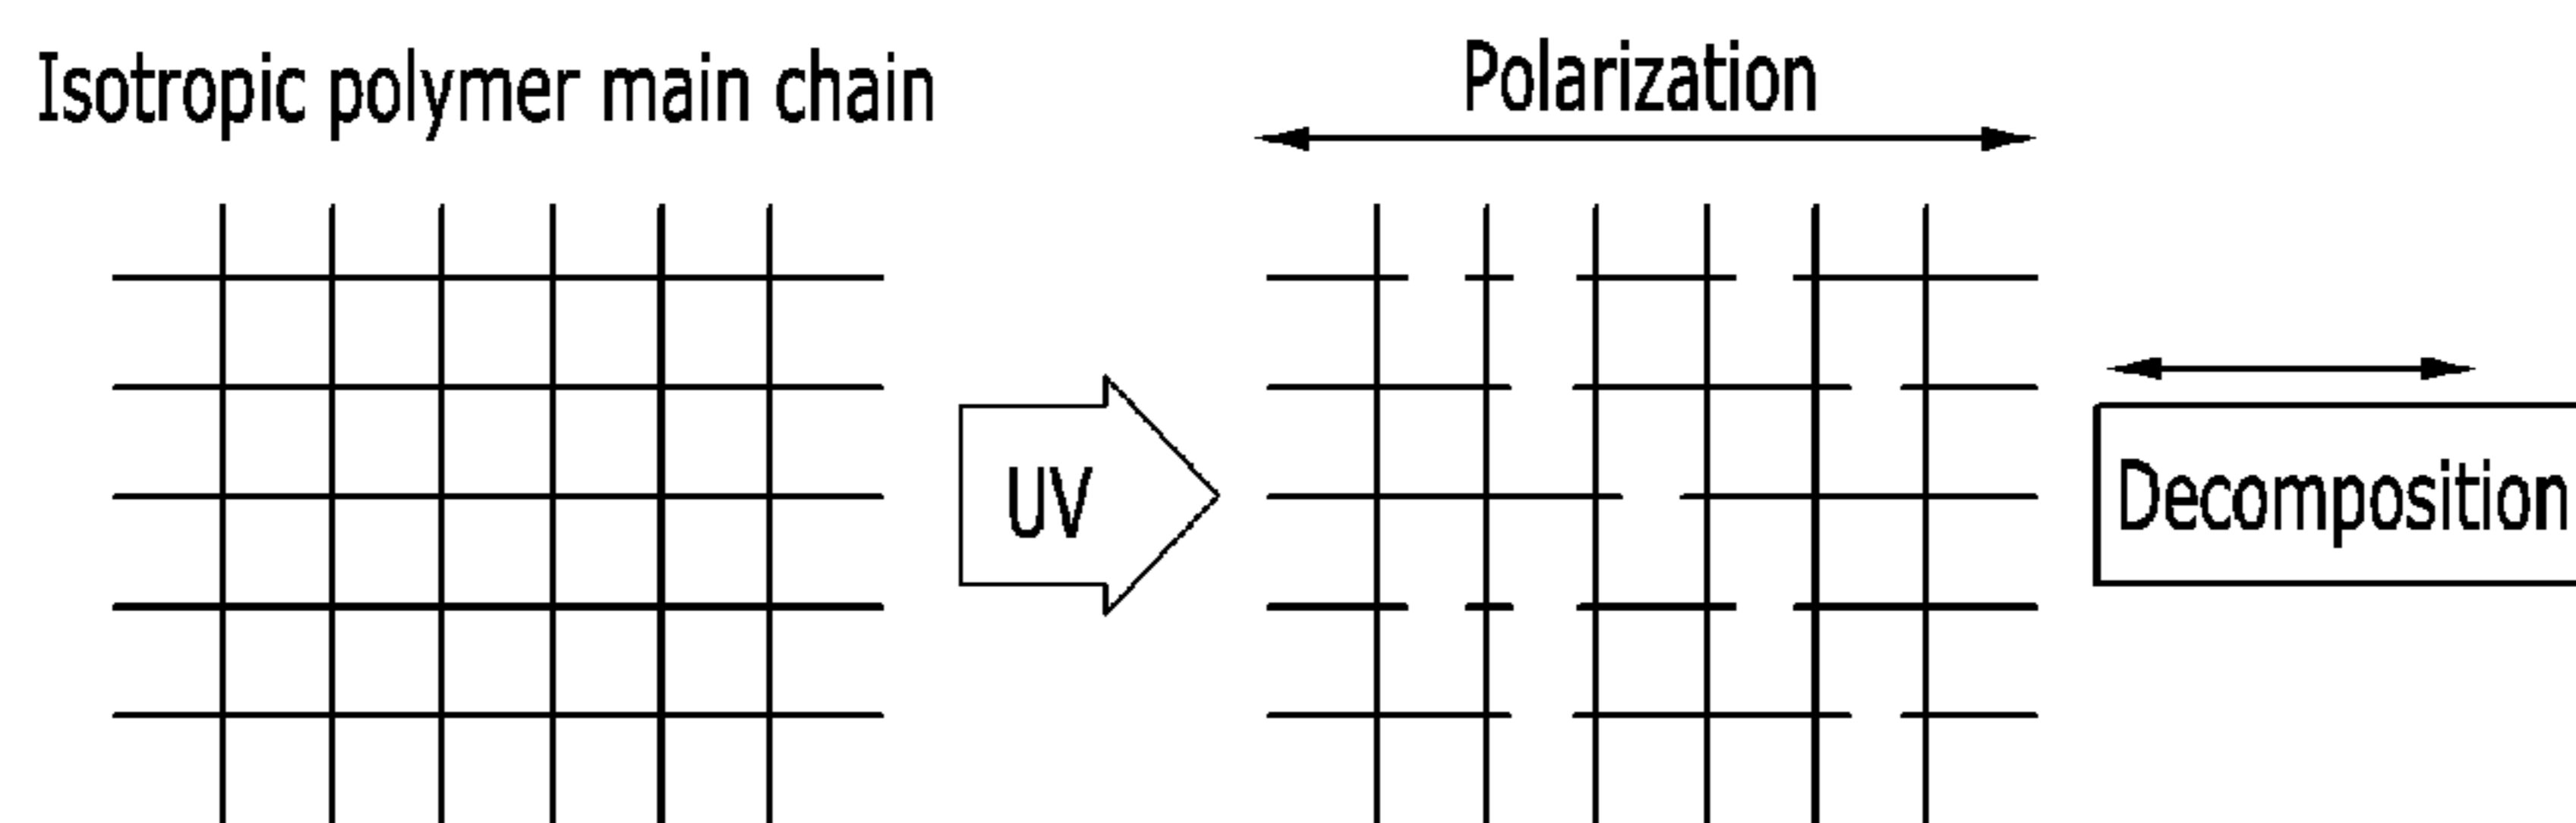 Isotropic polymer main chain
Polarization
UV
Decomposition